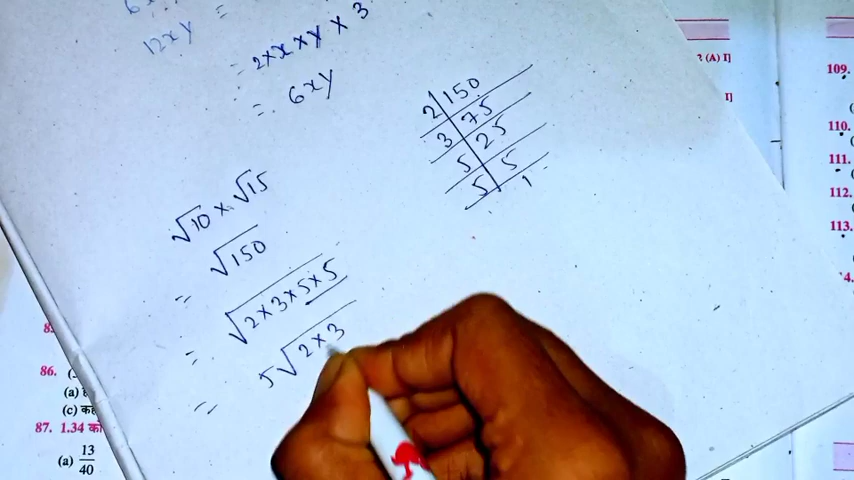 12xy =
= 2×x×y×3
= 6xy
2 | 150
3 | 75
5 | 25
5 | 5
1
√10 × √15
√150
= √2×3×5×5
= 5√2×3
=
86.
(a)
(c)
87. 1.34 का
(a) 13/40
? (A) I]
I]
109.
110.
111.
112.
113.